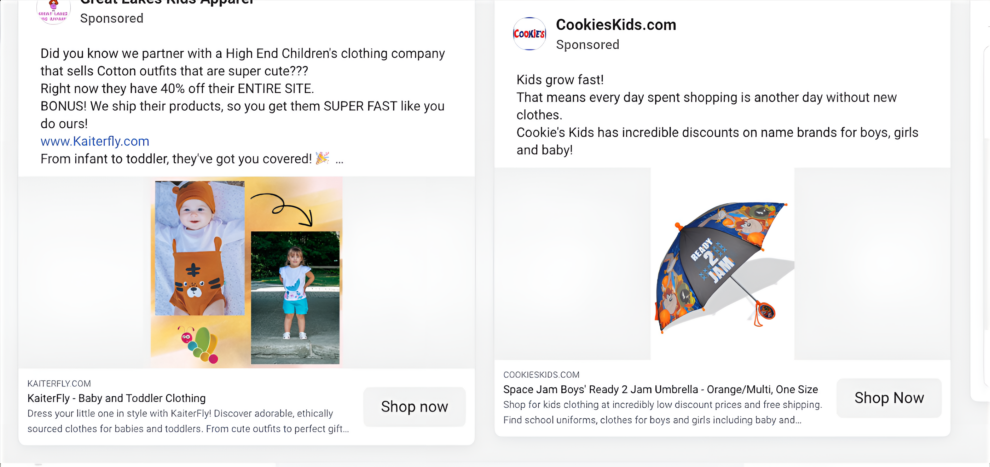 Great Lakes Kids Apparel
Sponsored
Did you know we partner with a High End Children's clothing company
that sells Cotton outfits that are super cute???
Right now they have 40% off their ENTIRE SITE.
BONUS! We ship their products, so you get them SUPER FAST like you
do ours!
www.Kaiterfly.com
From infant to toddler, they've got you covered! 🎉 ...
KAITERFLY.COM
KaiterFly - Baby and Toddler Clothing
Dress your little one in style with KaiterFly! Discover adorable, ethically
sourced clothes for babies and toddlers. From cute outfits to perfect gift...
Shop now
COOKIES
CookiesKids.com
Sponsored
Kids grow fast!
That means every day spent shopping is another day without new
clothes.
Cookie's Kids has incredible discounts on name brands for boys, girls
and baby!
READY
2
JAM
COOKIESKIDS.COM
Space Jam Boys' Ready 2 Jam Umbrella - Orange/Multi, One Size
Shop for kids clothing at incredibly low discount prices and free shipping.
Find school uniforms, clothes for boys and girls including baby and...
Shop Now